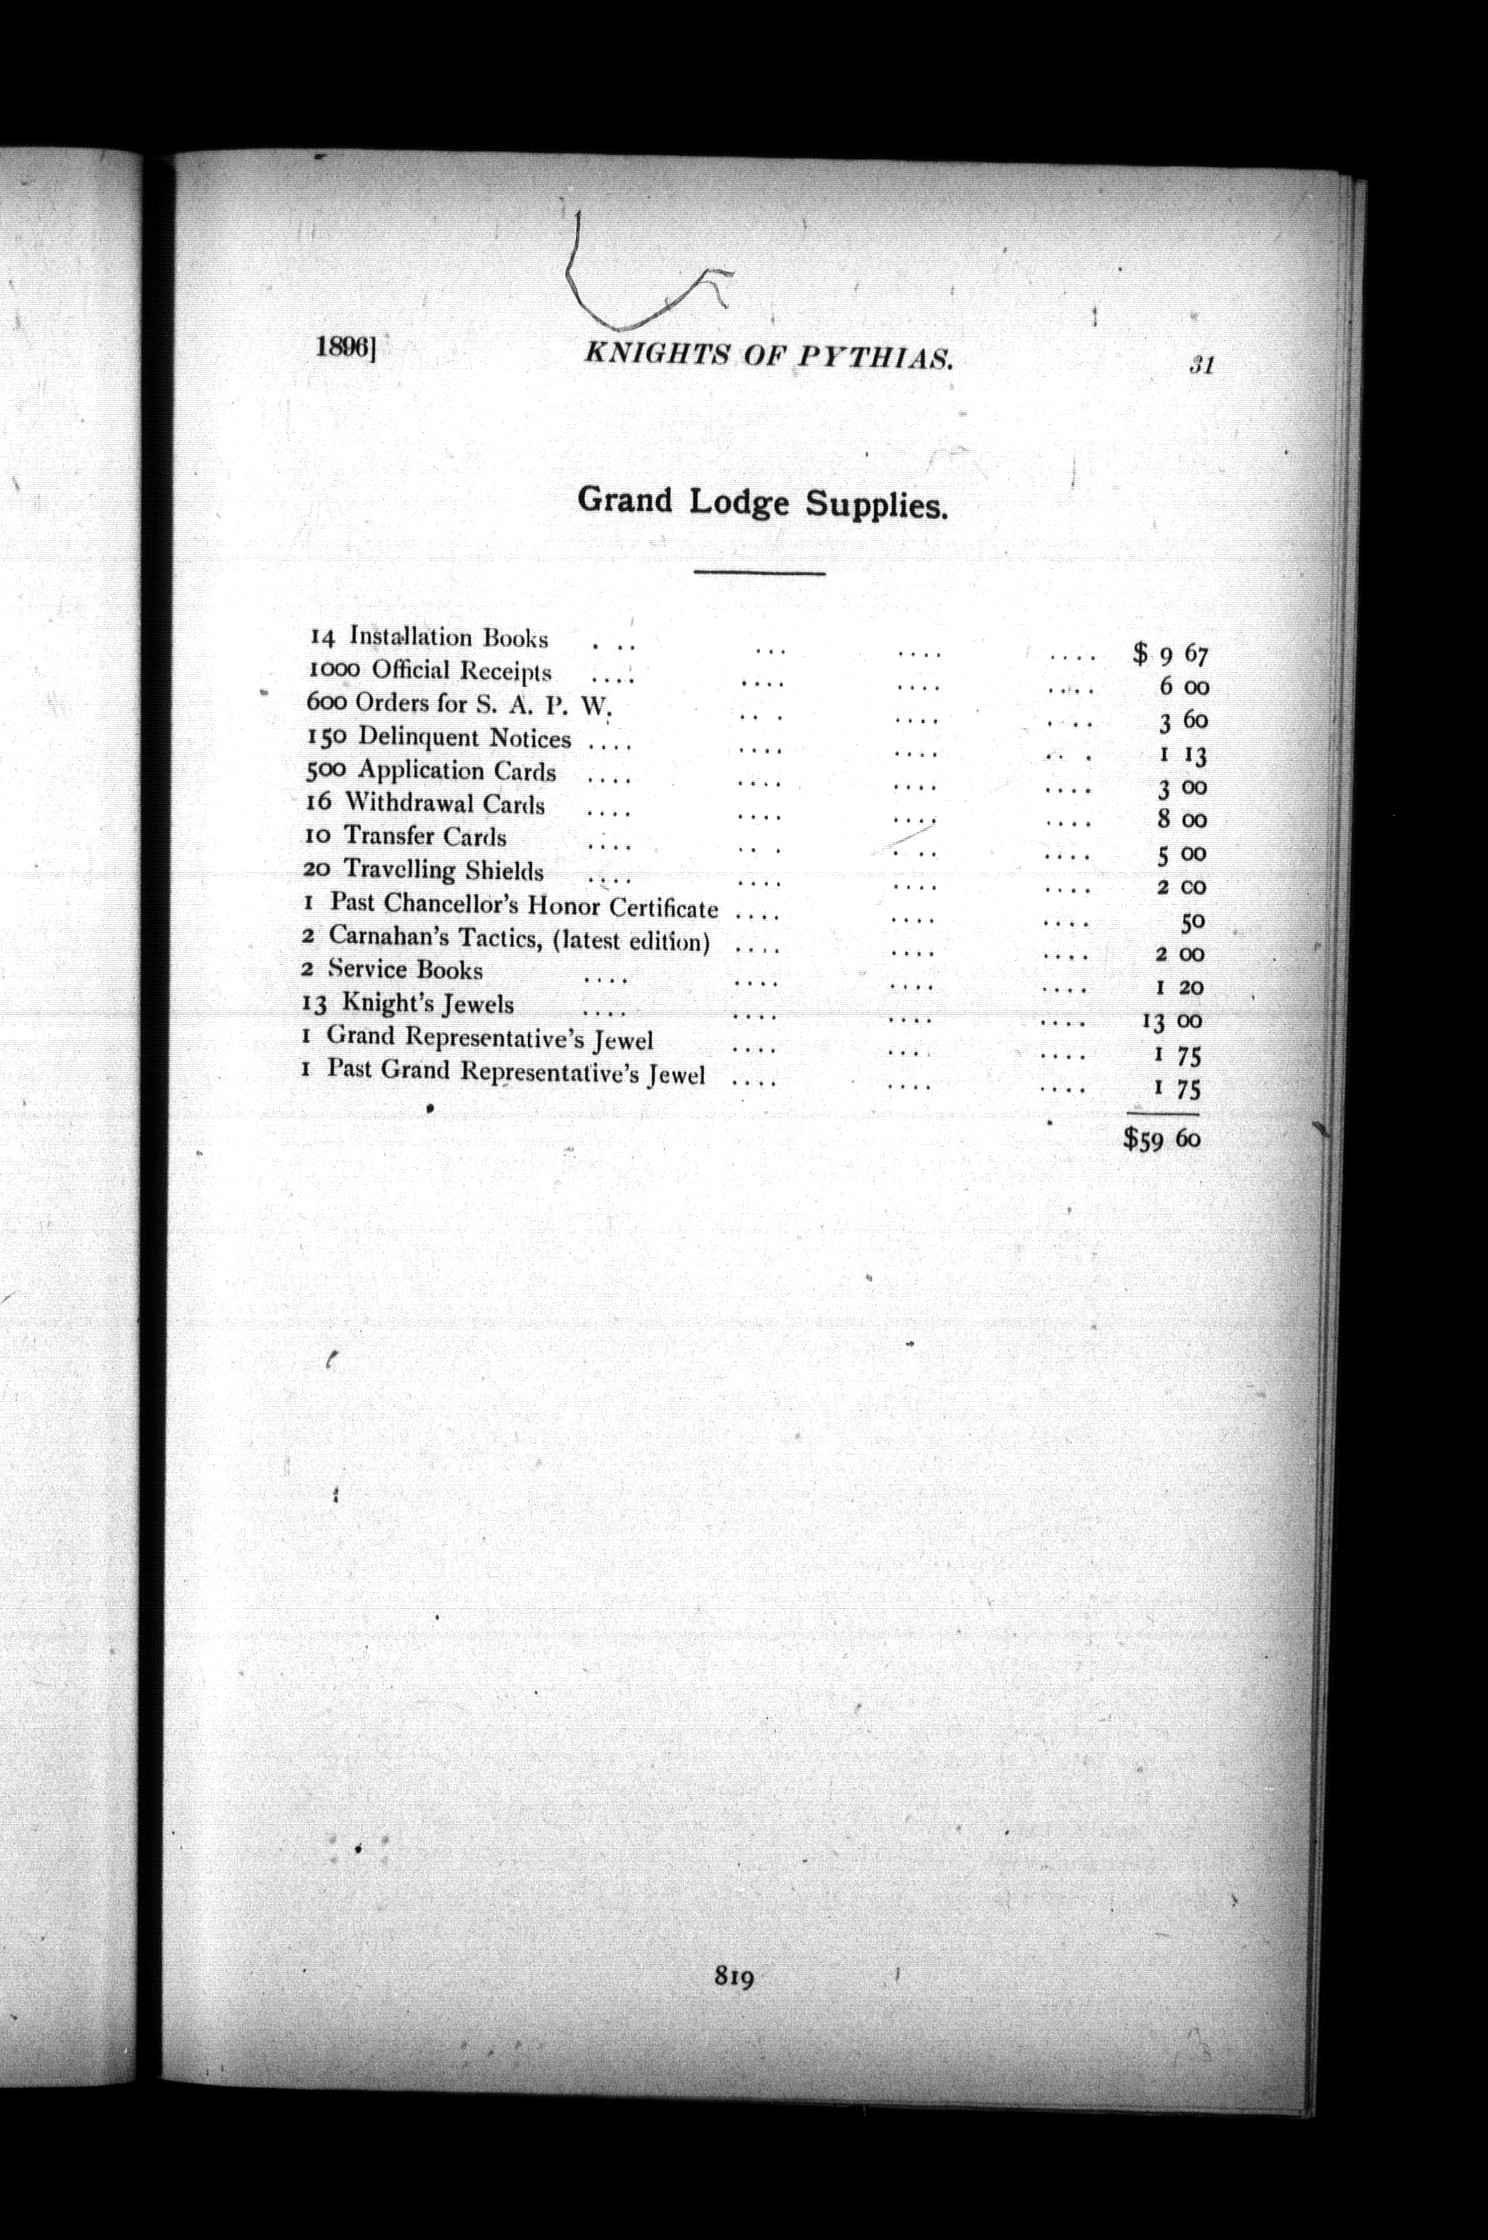 1896] KNIGHTS OF PYTHIAS. 31
Grand Lodge Supplies.
14 Installation Books . .. ... .... .... $ 9 67
1000 Official Receipts .... .... .... .... 6 00
600 Orders for S. A. P. W. .. . .... . .. 3 60
150 Delinquent Notices .... .... .... .. . 1 13
500 Application Cards .... .... .... .... 3 00
16 Withdrawal Cards .... .... .... .... 8 00
10 Transfer Cards .... .. . . .. .... 5 00
20 Travelling Shields .... .... .... .... 2 00
1 Past Chancellor's Honor Certificate .... .... .... 50
2 Carnahan's Tactics, (latest edition) .... .... .... 2 00
2 Service Books .... .... .... .... 1 20
13 Knight's Jewels .... .... .... .... 13 00
1 Grand Representative's Jewel .... .... .... 1 75
1 Past Grand Representative's Jewel .... .... .... 1 75
$59 60
819